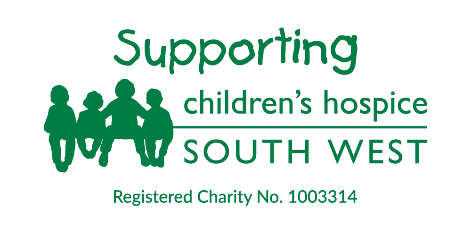 Supporting
children's hospice
SOUTH WEST
Registered Charity No. 1003314